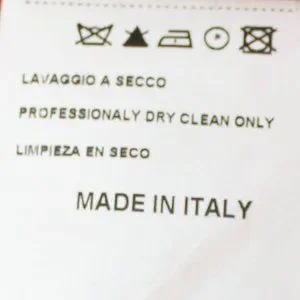 LAVAGGIO A SECCO
PROFESSIONALY DRY CLEAN ONLY
LIMPIEZA EN SECO
MADE IN ITALY